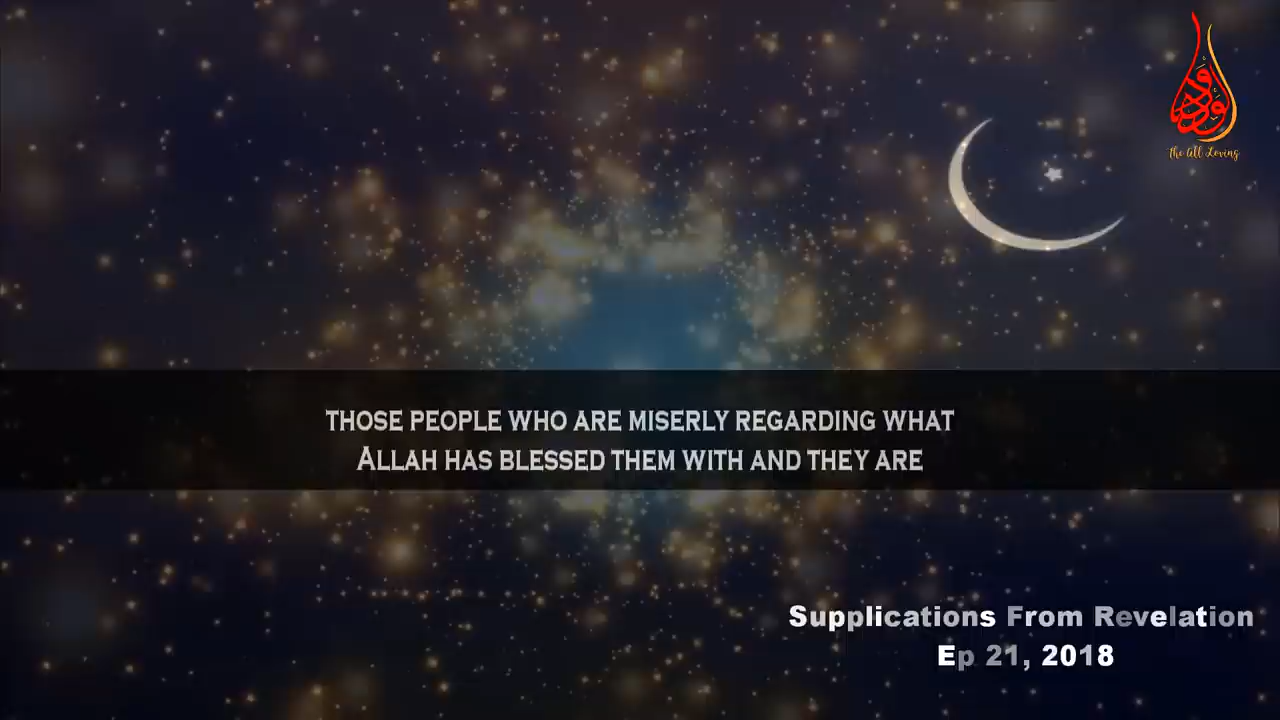 الودود
The All Loving
THOSE PEOPLE WHO ARE MISERLY REGARDING WHAT
ALLAH HAS BLESSED THEM WITH AND THEY ARE
Supplications From Revelation
Ep 21, 2018